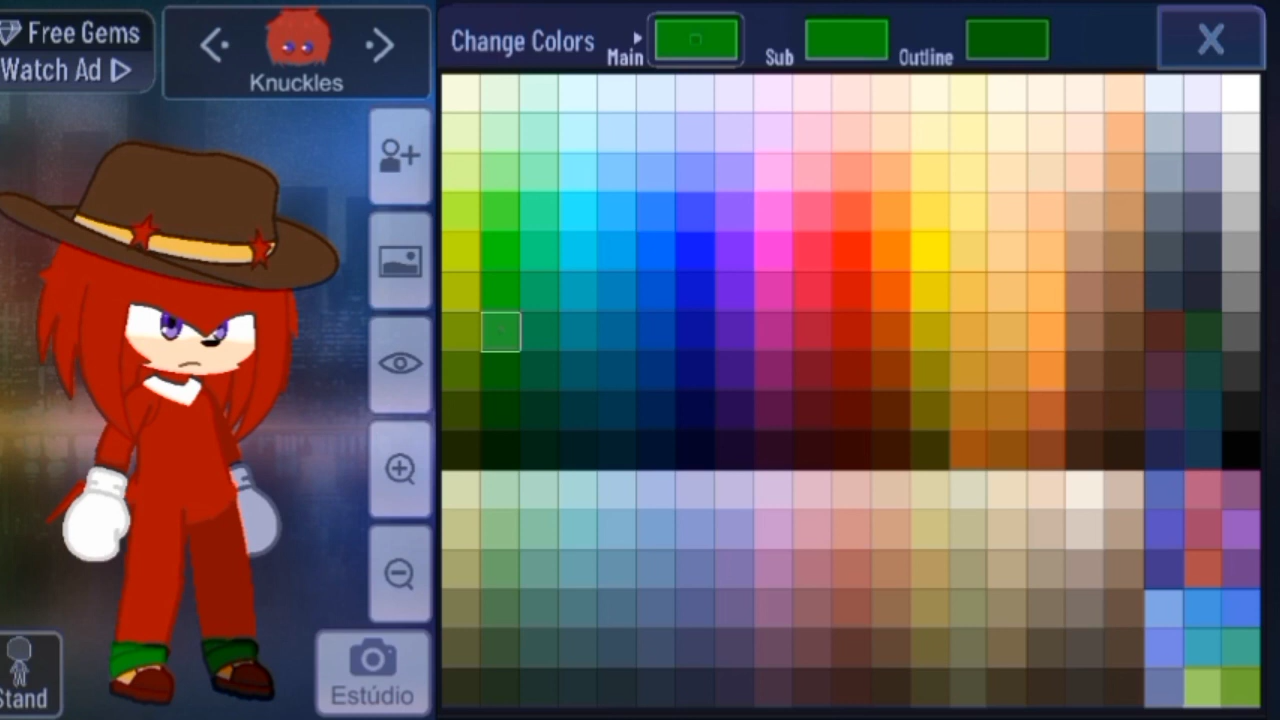 Free Gems
Watch Ad
Knuckles
Change Colors
Main
Sub
Outline
X
Stand
Estúdio